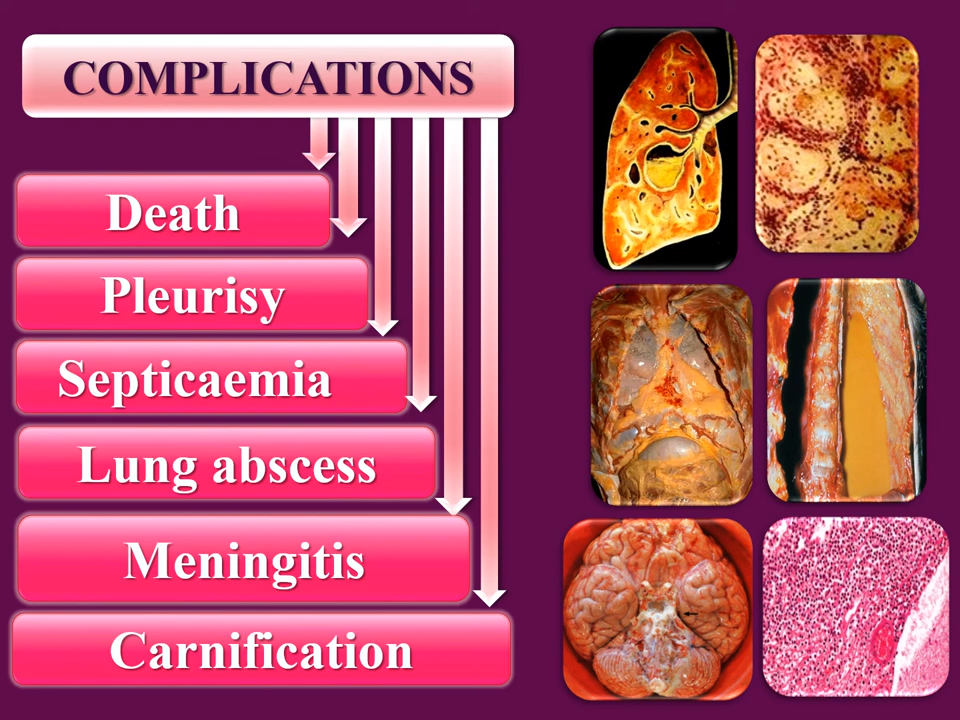 COMPLICATIONS
Death
Pleurisy
Septicaemia
Lung abscess
Meningitis
Carnification